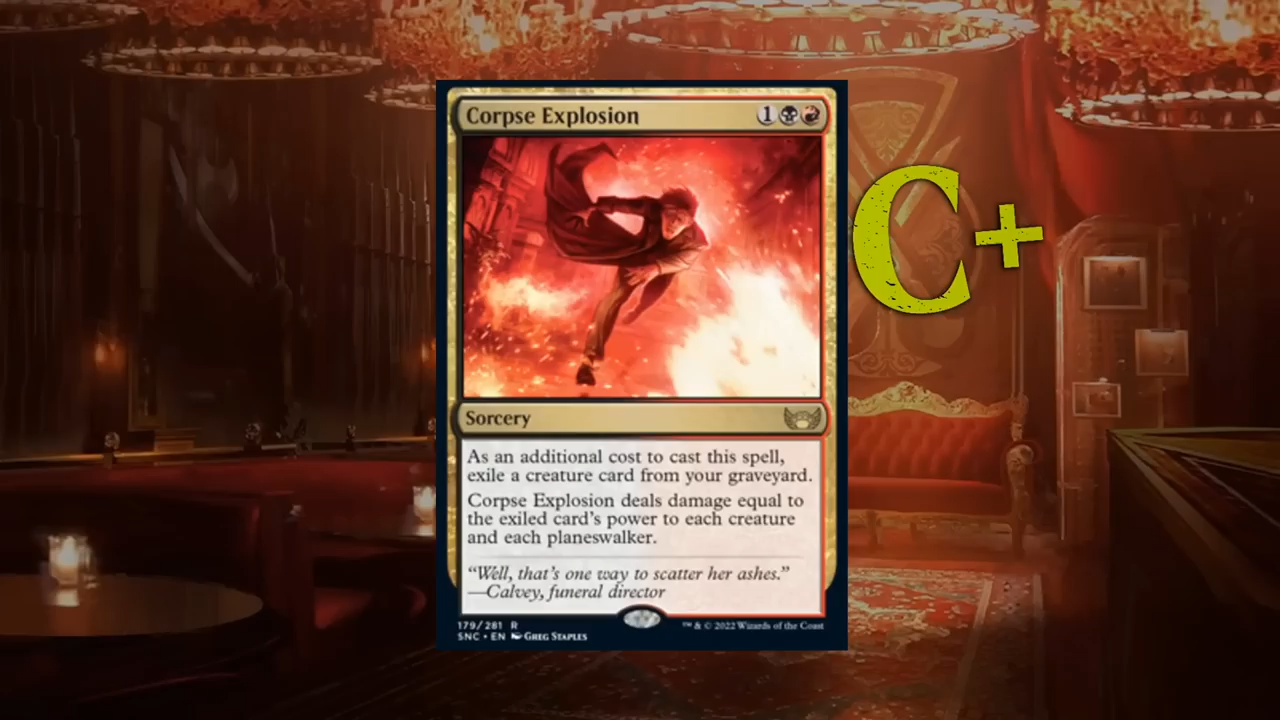 Corpse Explosion 1
C+
Sorcery
As an additional cost to cast this spell,
exile a creature card from your graveyard.
Corpse Explosion deals damage equal to
the exiled card's power to each creature
and each planeswalker.
“Well, that's one way to scatter her ashes.”
—Calvey, funeral director
179/281 R
SNC • EN GREG STAPLES
™ & © 2022 Wizards of the Coast